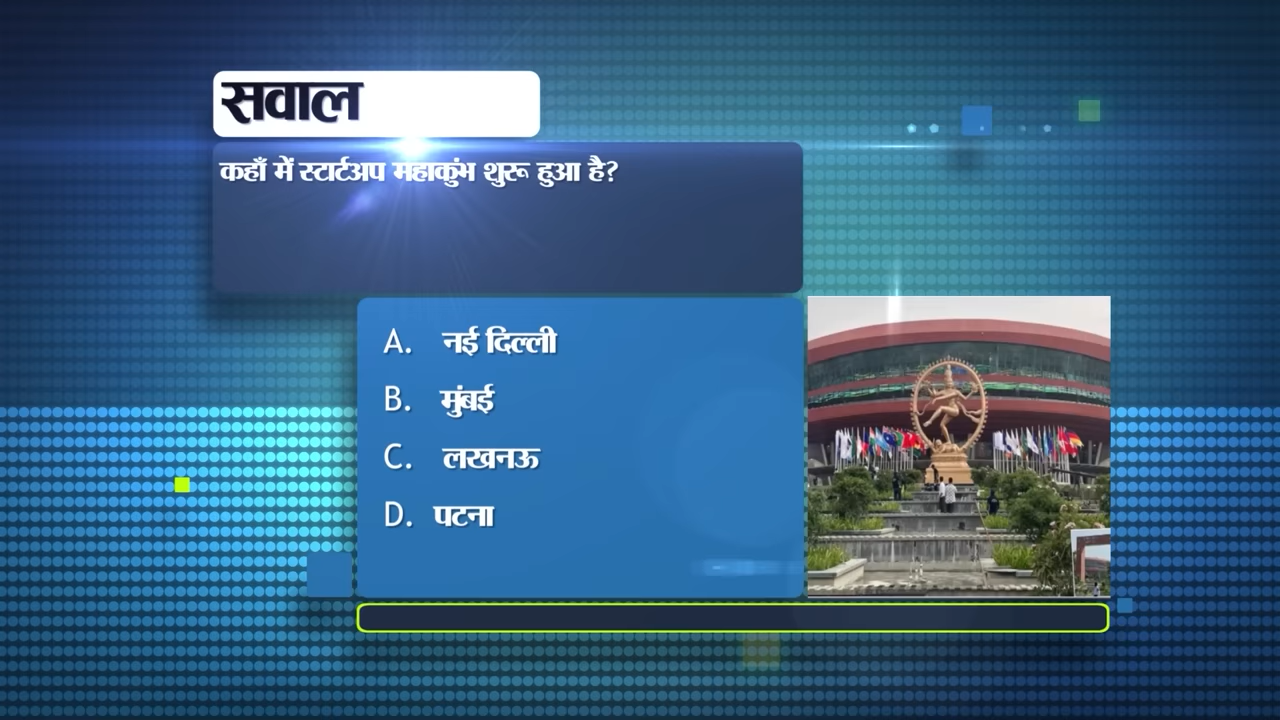 सवाल
कहाँ में स्टार्टअप महाकुंभ शुरू हुआ है?
A. नई दिल्ली
B. मुंबई
C. लखनऊ
D. पटना